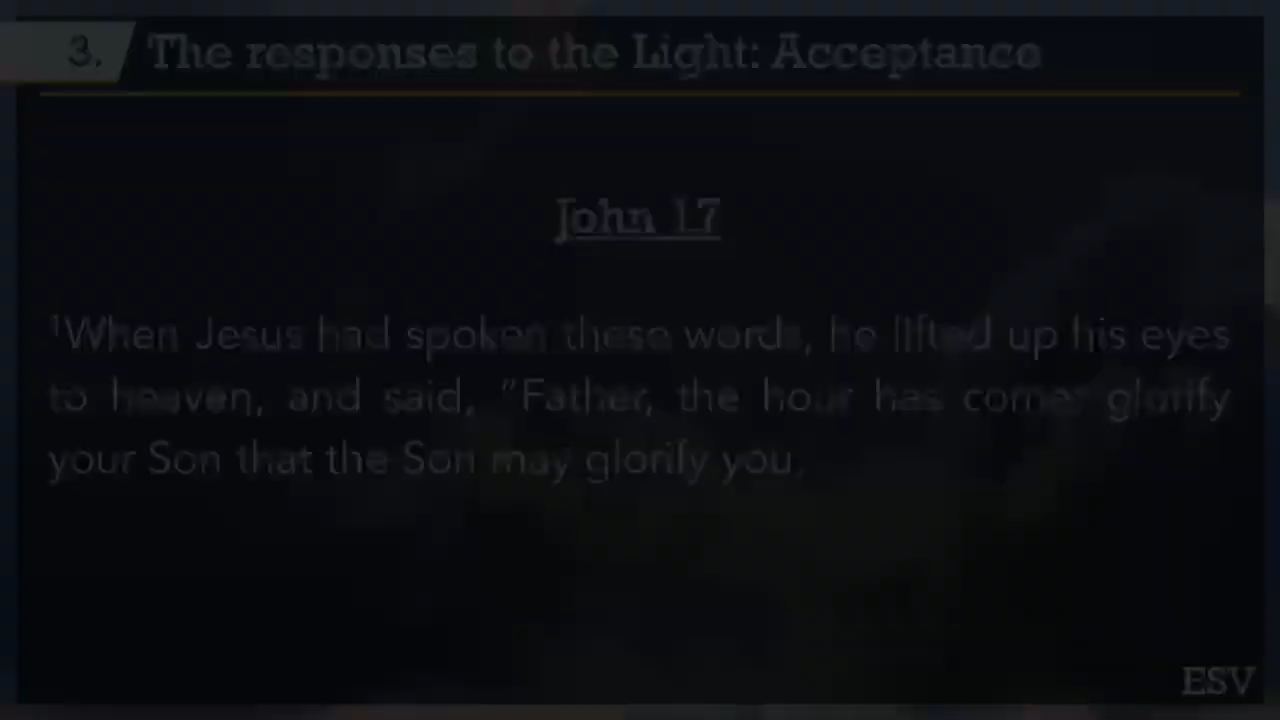 3. The responses to the Light: Acceptance
John 17
¹When Jesus had spoken these words, he lifted up his eyes
to heaven, and said, "Father, the hour has come; glorify
your Son that the Son may glorify you,
ESV